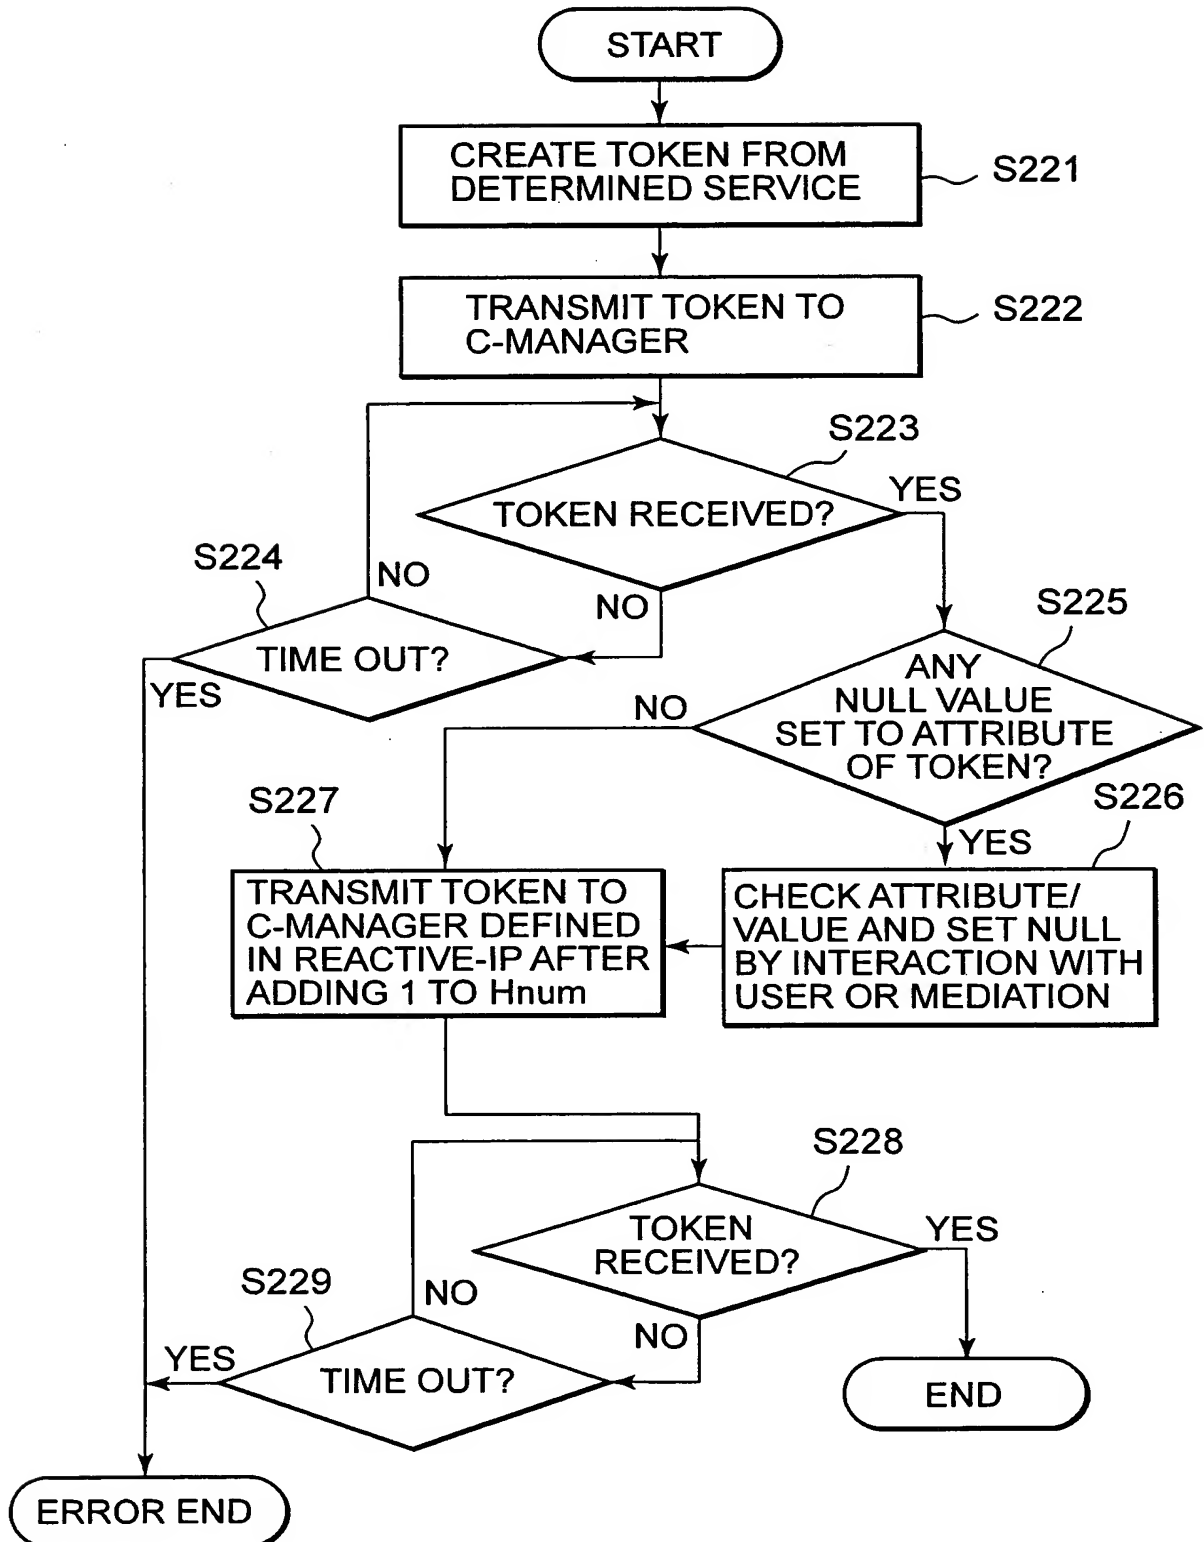 START
CREATE TOKEN FROM
DETERMINED SERVICE
S221
TRANSMIT TOKEN TO
C-MANAGER
S222
S223
TOKEN RECEIVED?
YES
NO
S224
NO
TIME OUT?
YES
S225
ANY
NULL VALUE
SET TO ATTRIBUTE
OF TOKEN?
NO
YES
S226
CHECK ATTRIBUTE/
VALUE AND SET NULL
BY INTERACTION WITH
USER OR MEDIATION
S227
TRANSMIT TOKEN TO
C-MANAGER DEFINED
IN REACTIVE-IP AFTER
ADDING 1 TO Hnum
S228
TOKEN
RECEIVED?
YES
NO
S229
NO
TIME OUT?
YES
END
ERROR END